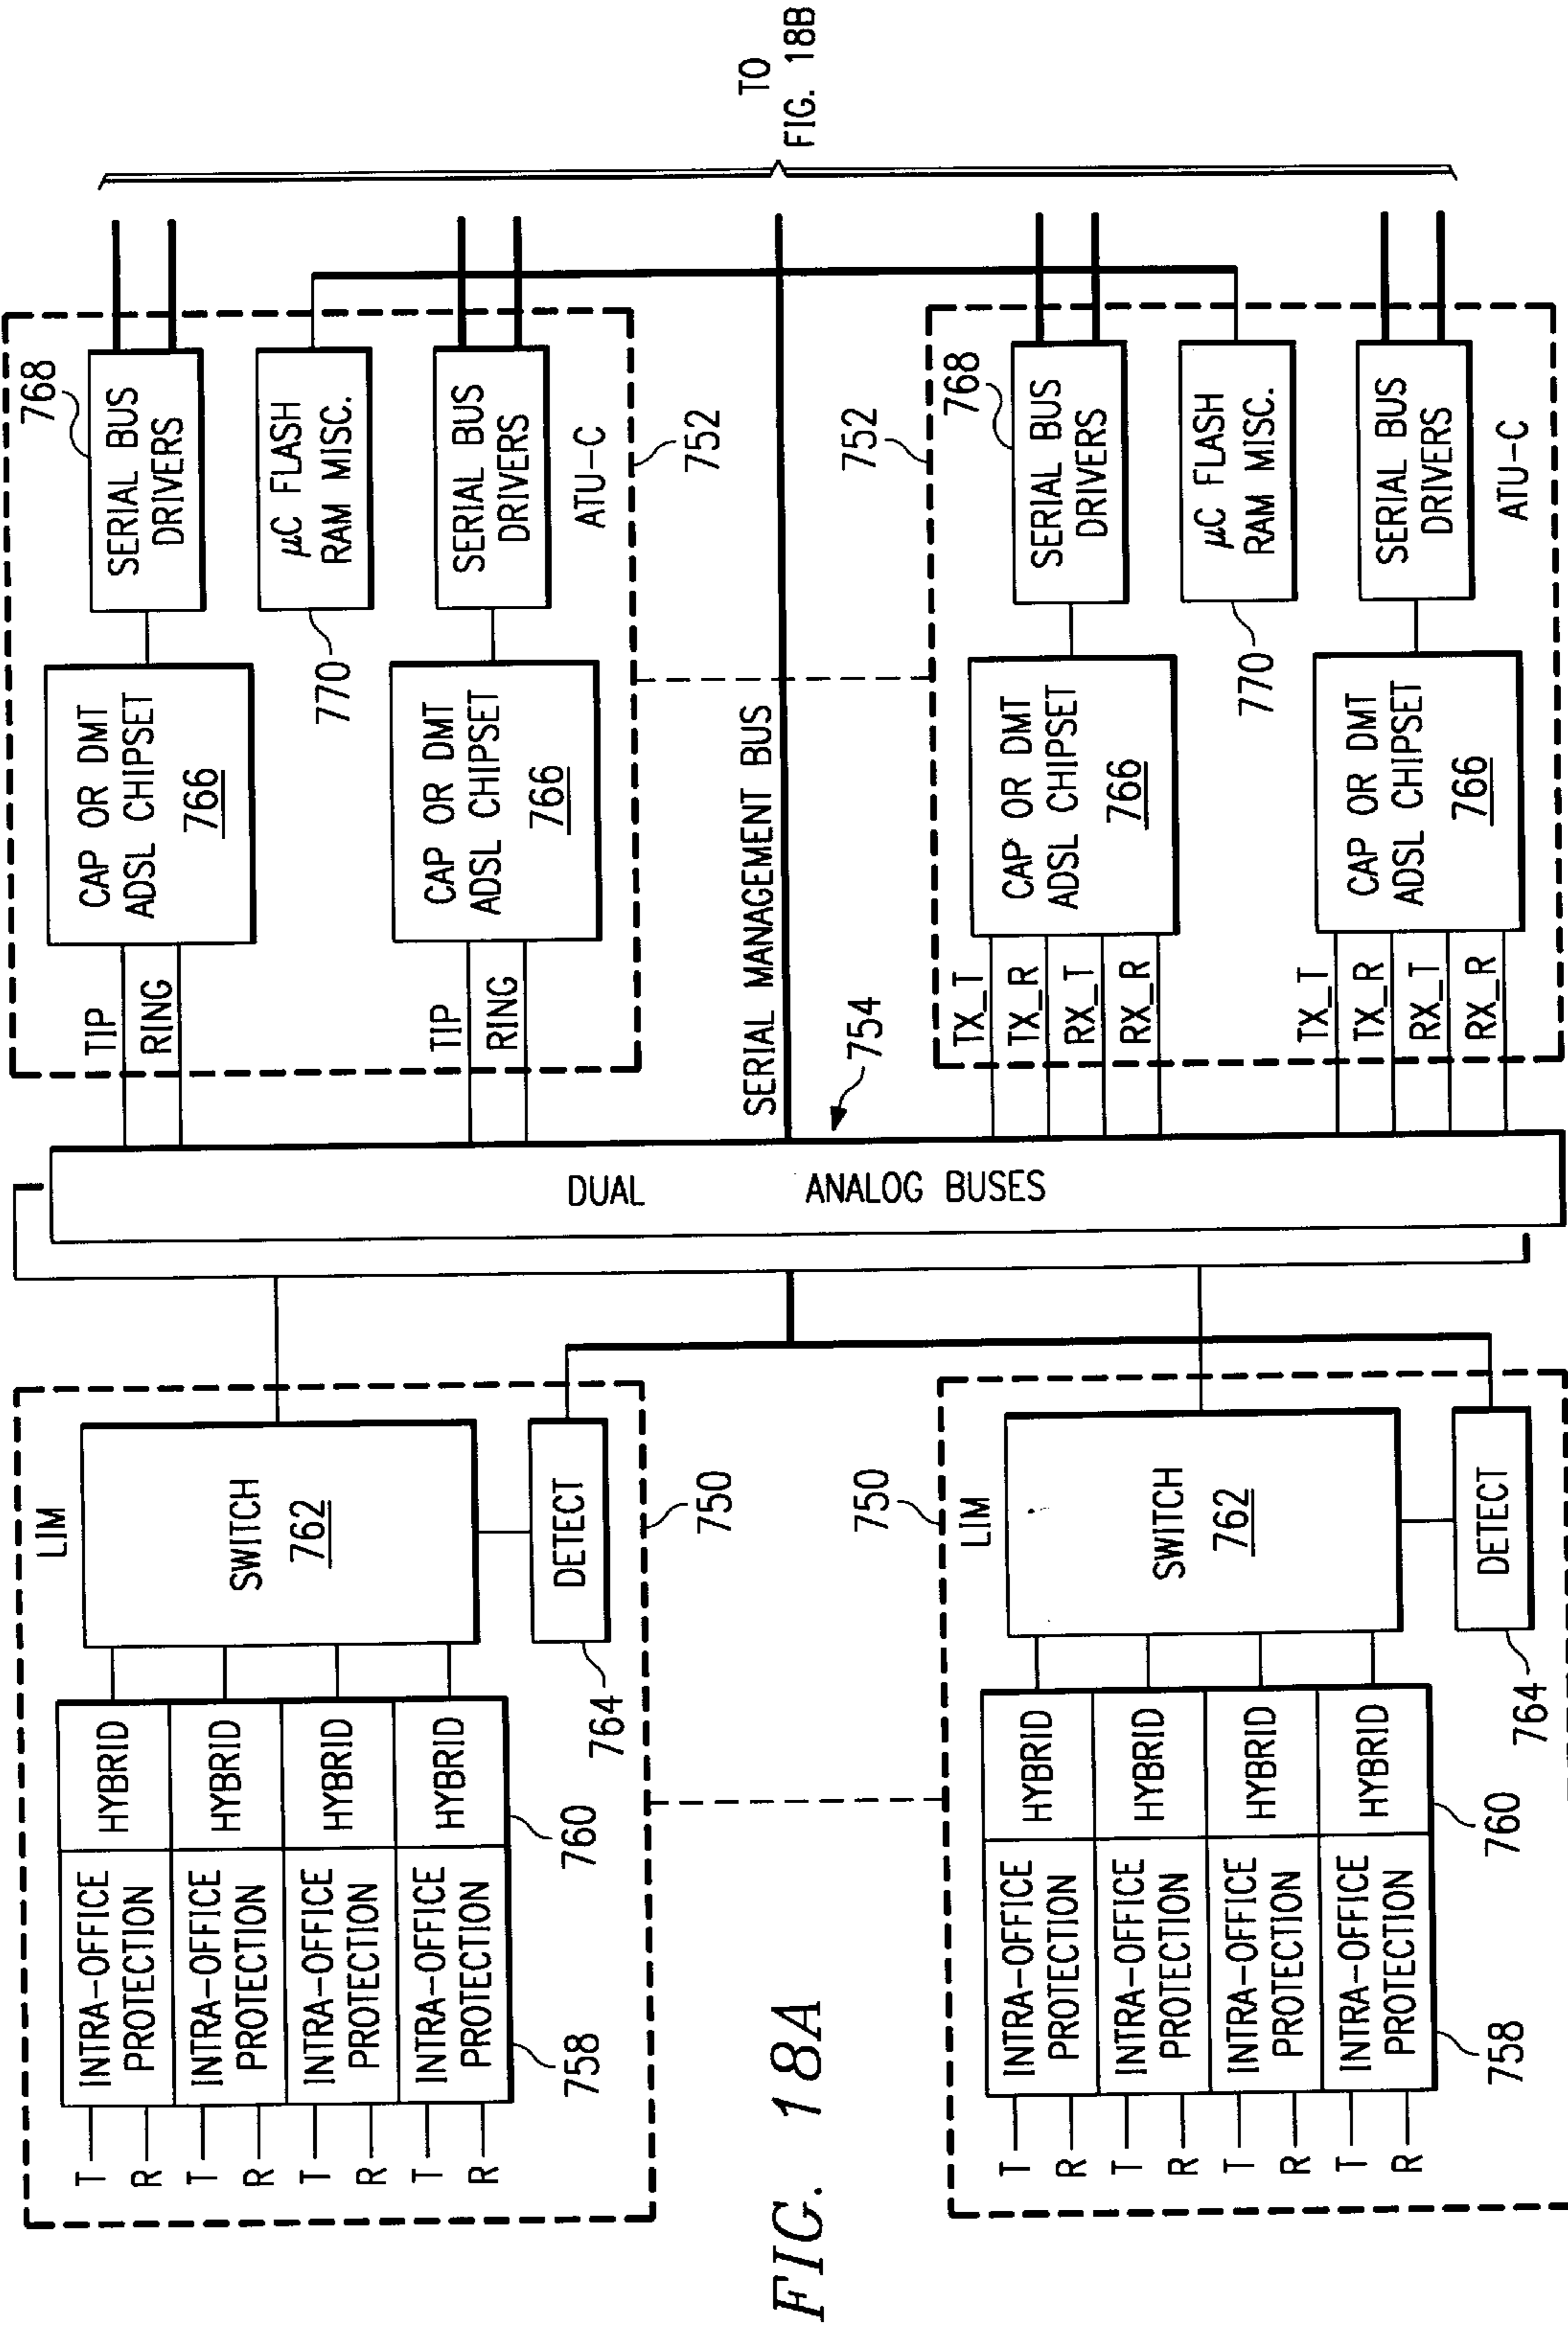 LIM
T
R
T
R
T
R
T
R
INTRA-OFFICE
PROTECTION
INTRA-OFFICE
PROTECTION
INTRA-OFFICE
PROTECTION
INTRA-OFFICE
PROTECTION
758
HYBRID
HYBRID
HYBRID
HYBRID
760
SWITCH
762
DETECT
764
750
DUAL ANALOG BUSES
754
TIP
RING
CAP OR DMT
ADSL CHIPSET
766
SERIAL BUS
DRIVERS
768
µC FLASH
RAM MISC.
770
TIP
RING
CAP OR DMT
ADSL CHIPSET
766
SERIAL BUS
DRIVERS
ATU-C
752
SERIAL MANAGEMENT BUS
TO
FIG. 18B
FIG. 18A
LIM
T
R
T
R
T
R
T
R
INTRA-OFFICE
PROTECTION
INTRA-OFFICE
PROTECTION
INTRA-OFFICE
PROTECTION
INTRA-OFFICE
PROTECTION
758
HYBRID
HYBRID
HYBRID
HYBRID
760
SWITCH
762
DETECT
764
750
TX_T
TX_R
RX_T
RX_R
CAP OR DMT
ADSL CHIPSET
766
SERIAL BUS
DRIVERS
768
752
µC FLASH
RAM MISC.
770
TX_T
TX_R
RX_T
RX_R
CAP OR DMT
ADSL CHIPSET
766
SERIAL BUS
DRIVERS
ATU-C